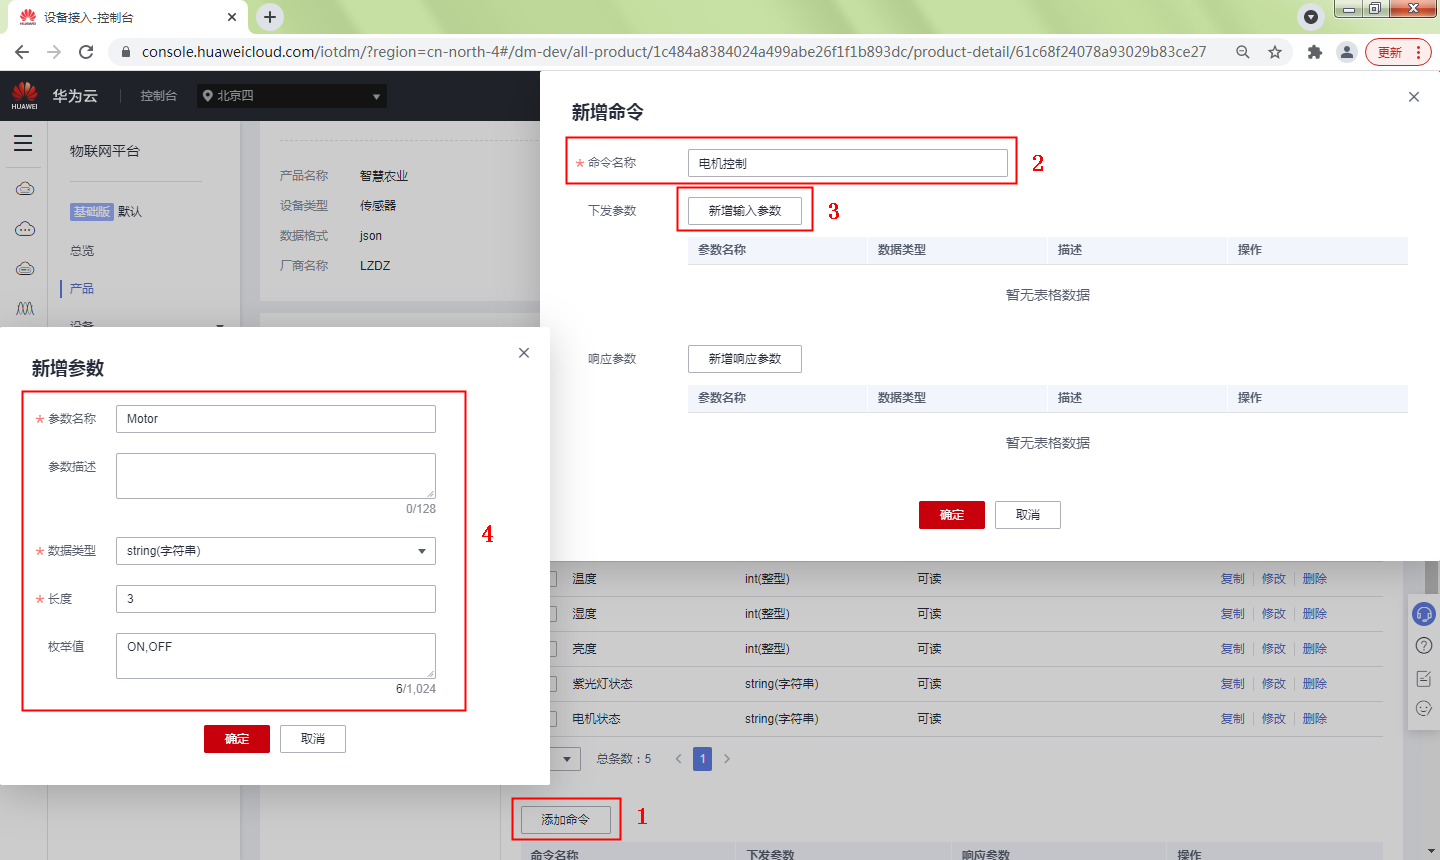 设备接入-控制台
console.huaweicloud.com/iotdm/?region=cn-north-4#/dm-dev/all-product/1c484a8384024a499abe26f1f1b893dc/product-detail/61c68f24078a93029b83ce27
更新
HUAWEI
华为云
控制台
北京四
物联网平台
基础版 默认
总览
产品
产品名称 智慧农业
设备类型 传感器
数据格式 json
厂商名称 LZDZ
新增命令
* 命令名称 电机控制
2
下发参数 新增输入参数
3
参数名称 数据类型 描述 操作
暂无表格数据
响应参数 新增响应参数
参数名称 数据类型 描述 操作
暂无表格数据
确定 取消
设备
新增参数
* 参数名称 Motor
参数描述
0/128
* 数据类型 string(字符串)
* 长度 3
枚举值 ON,OFF
6/1,024
4
确定 取消
温度 int(整型) 可读 复制 修改 删除
湿度 int(整型) 可读 复制 修改 删除
亮度 int(整型) 可读 复制 修改 删除
紫光灯状态 string(字符串) 可读 复制 修改 删除
电机状态 string(字符串) 可读 复制 修改 删除
总条数：5 < 1 >
添加命令
1
命令名称 下发参数 响应参数 操作